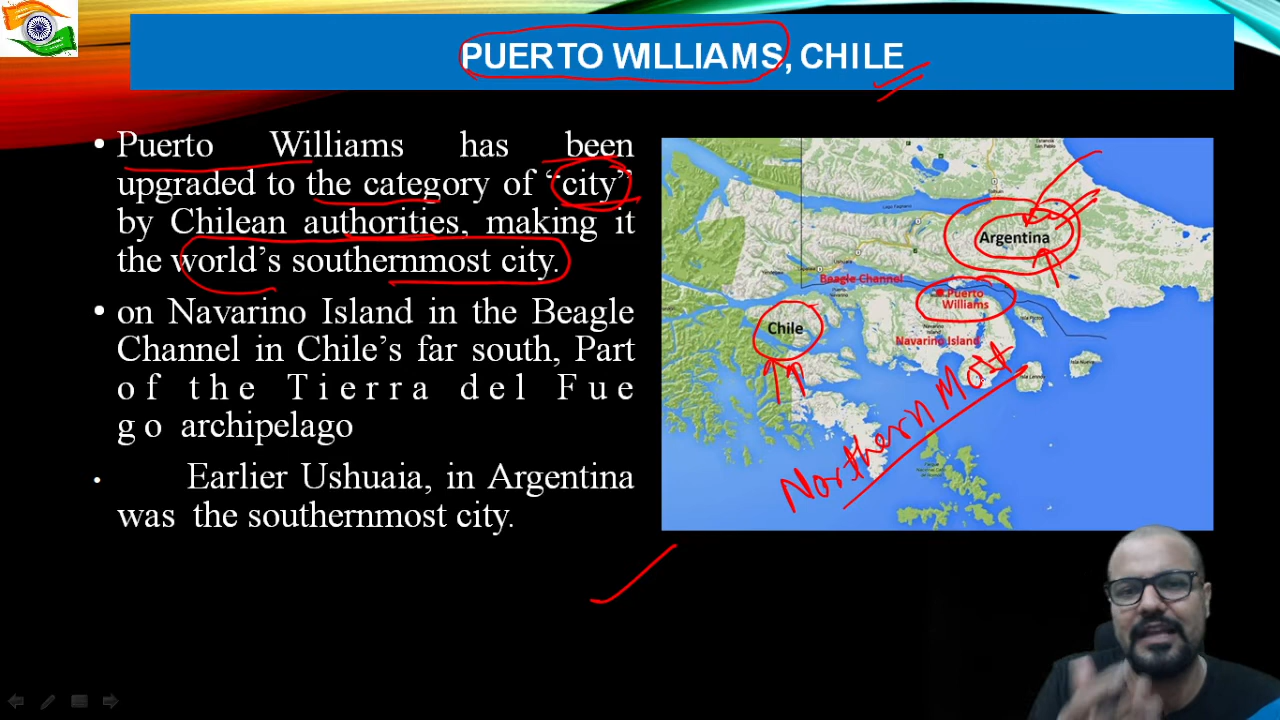 PUERTO WILLIAMS, CHILE
• Puerto Williams has been
upgraded to the category of “city”
by Chilean authorities, making it
the world’s southernmost city.
• on Navarino Island in the Beagle
Channel in Chile’s far south, Part
of the Tierra del Fue
go archipelago
• Earlier Ushuaia, in Argentina
was the southernmost city.
Argentina
Beagle Channel
Puerto
Williams
Chile
Navarino Island
Northern Most